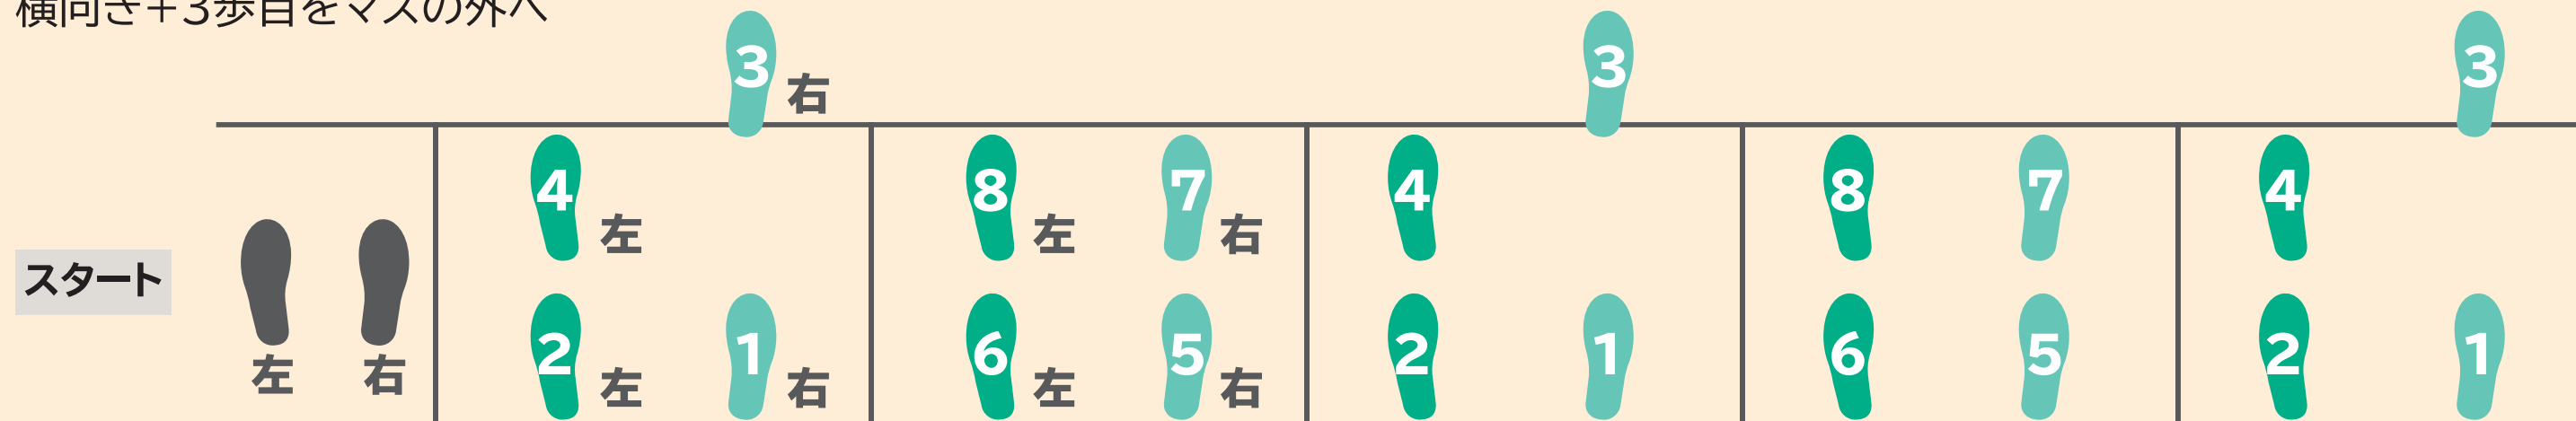 横向き＋3歩目をマスの外へ
3 右 3 3
4 左 8 左 7 右 4 8 7 4
スタート
2 左 1 右 6 左 5 右 2 1 6 5 2 1
左 右